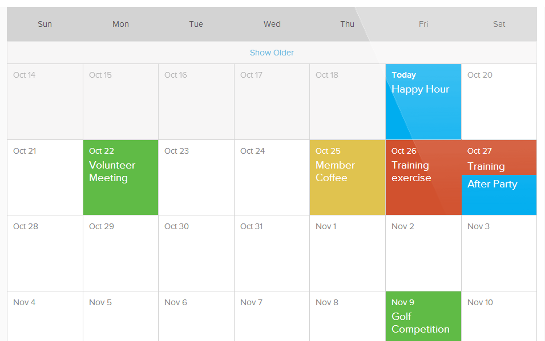 Sun Mon Tue Wed Thu Fri Sat
Show Older
Oct 14 Oct 15 Oct 16 Oct 17 Oct 18 Today Oct 20
Happy Hour
Oct 21 Oct 22 Oct 23 Oct 24 Oct 25 Oct 26 Oct 27
Volunteer Member Training Training
Meeting Coffee exercise After Party
Oct 28 Oct 29 Oct 30 Oct 31 Nov 1 Nov 2 Nov 3
Nov 4 Nov 5 Nov 6 Nov 7 Nov 8 Nov 9 Nov 10
Golf
Competition